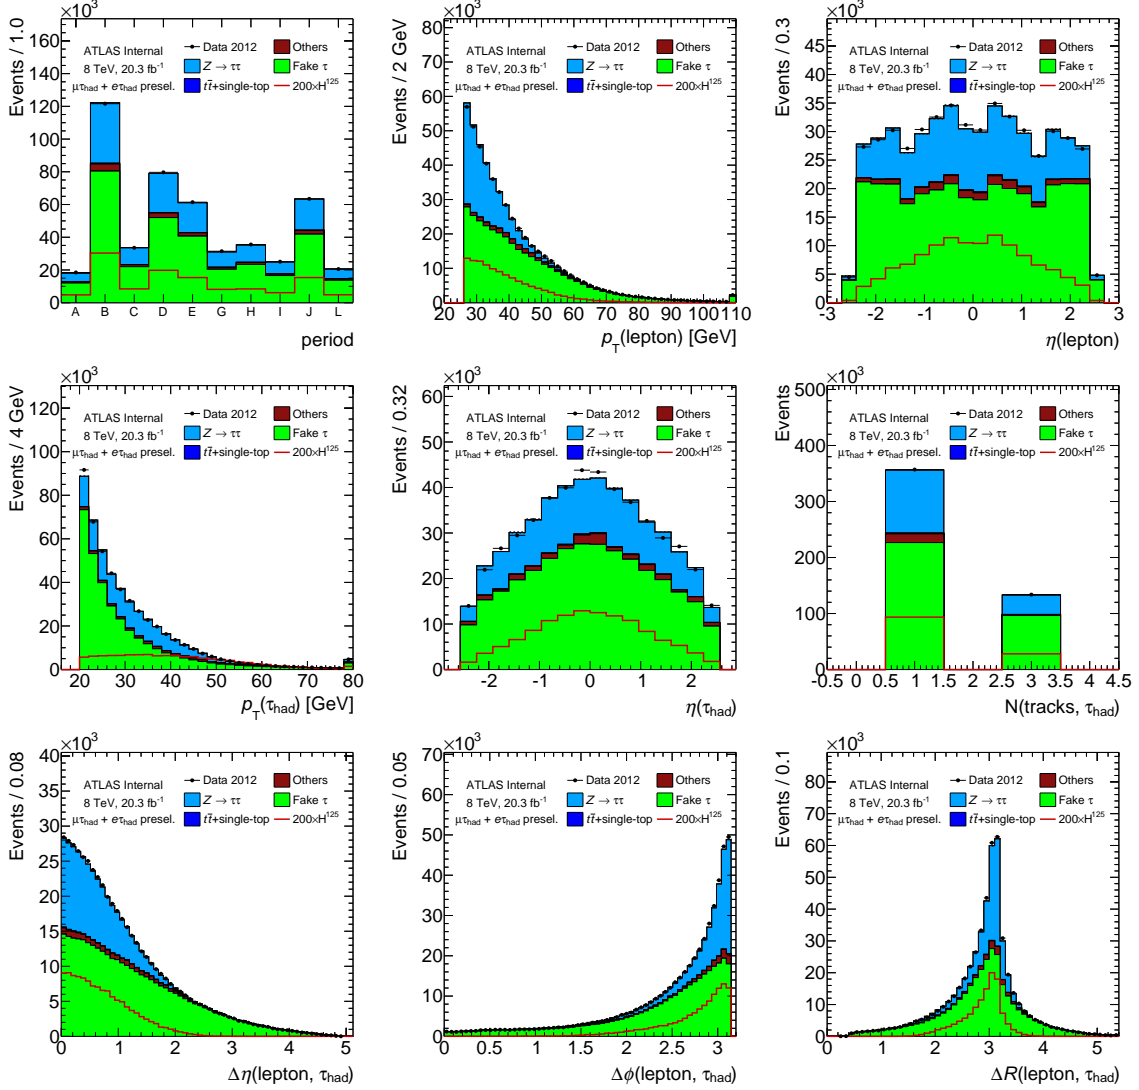 ×10³
Events / 1.0
160
140
120
100
80
60
40
20
0
ATLAS Internal
8 TeV, 20.3 fb⁻¹
μτhad + eτhad presel.
Data 2012
Z → ττ
tt̄+single-top
Others
Fake τ
200×H¹²⁵
A B C D E G H I J L
period
×10³
Events / 2 GeV
80
70
60
50
40
30
20
10
0
ATLAS Internal
8 TeV, 20.3 fb⁻¹
μτhad + eτhad presel.
Data 2012
Z → ττ
tt̄+single-top
Others
Fake τ
200×H¹²⁵
20 30 40 50 60 70 80 90 100 110
pT(lepton) [GeV]
×10³
Events / 0.3
45
40
35
30
25
20
15
10
5
0
ATLAS Internal
8 TeV, 20.3 fb⁻¹
μτhad + eτhad presel.
Data 2012
Z → ττ
tt̄+single-top
Others
Fake τ
200×H¹²⁵
-3 -2 -1 0 1 2 3
η(lepton)
×10³
Events / 4 GeV
120
100
80
60
40
20
0
ATLAS Internal
8 TeV, 20.3 fb⁻¹
μτhad + eτhad presel.
Data 2012
Z → ττ
tt̄+single-top
Others
Fake τ
200×H¹²⁵
20 30 40 50 60 70 80
pT(τhad) [GeV]
×10³
Events / 0.32
60
50
40
30
20
10
0
ATLAS Internal
8 TeV, 20.3 fb⁻¹
μτhad + eτhad presel.
Data 2012
Z → ττ
tt̄+single-top
Others
Fake τ
200×H¹²⁵
-2 -1 0 1 2
η(τhad)
×10³
Events
500
400
300
200
100
0
ATLAS Internal
8 TeV, 20.3 fb⁻¹
μτhad + eτhad presel.
Data 2012
Z → ττ
tt̄+single-top
Others
Fake τ
200×H¹²⁵
-0.5 0 0.5 1 1.5 2 2.5 3 3.5 4 4.5
N(tracks, τhad)
×10³
Events / 0.08
40
35
30
25
20
15
10
5
0
ATLAS Internal
8 TeV, 20.3 fb⁻¹
μτhad + eτhad presel.
Data 2012
Z → ττ
tt̄+single-top
Others
Fake τ
200×H¹²⁵
0 1 2 3 4 5
Δη(lepton, τhad)
×10³
Events / 0.05
70
60
50
40
30
20
10
0
ATLAS Internal
8 TeV, 20.3 fb⁻¹
μτhad + eτhad presel.
Data 2012
Z → ττ
tt̄+single-top
Others
Fake τ
200×H¹²⁵
0 0.5 1 1.5 2 2.5 3
Δϕ(lepton, τhad)
×10³
Events / 0.1
80
70
60
50
40
30
20
10
0
ATLAS Internal
8 TeV, 20.3 fb⁻¹
μτhad + eτhad presel.
Data 2012
Z → ττ
tt̄+single-top
Others
Fake τ
200×H¹²⁵
0 1 2 3 4 5
ΔR(lepton, τhad)